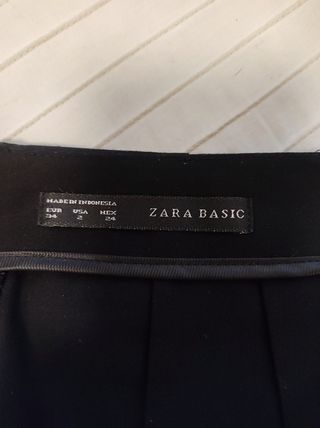 MADE IN INDONESIA
EUR USA MEX
34 2 24
ZARA BASIC